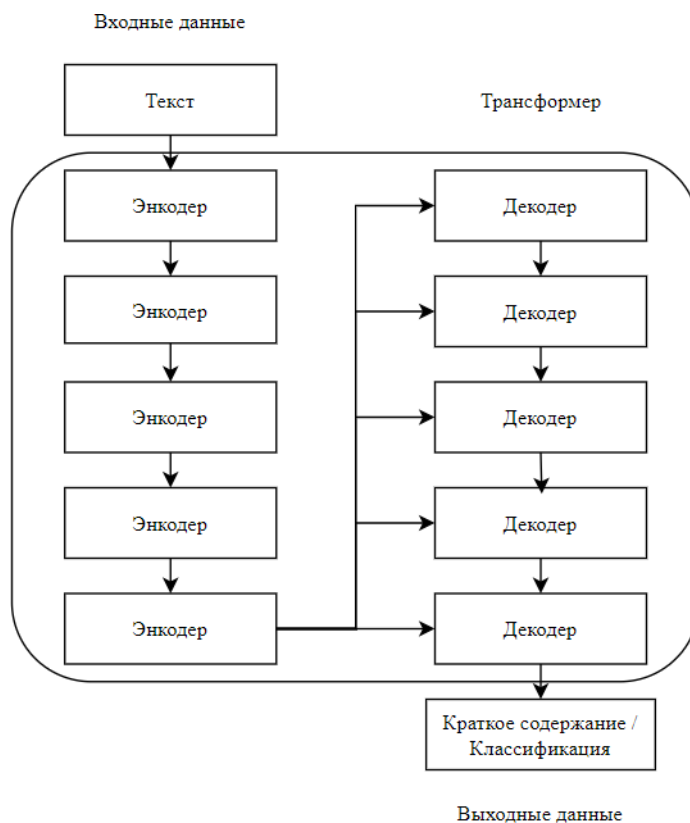 Входные данные
Текст
Трансформер
Энкодер
Декодер
Энкодер
Декодер
Энкодер
Декодер
Энкодер
Декодер
Энкодер
Декодер
Краткое содержание /
Классификация
Выходные данные